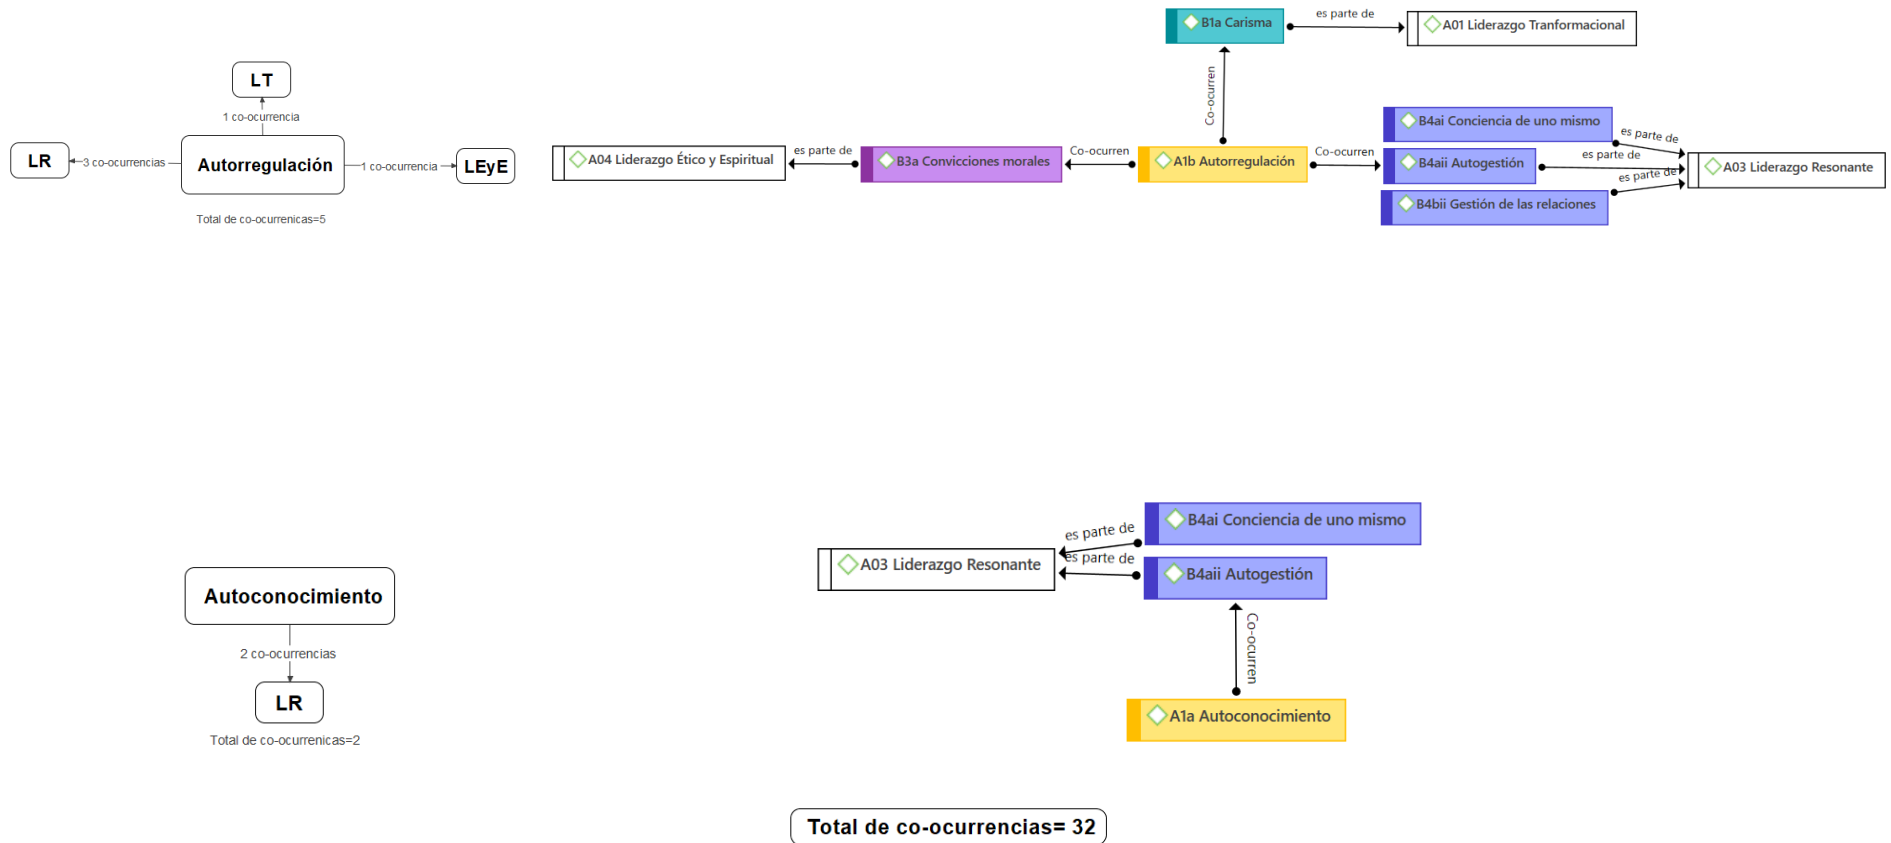 B1a Carisma
es parte de
A01 Liderazgo Tranformacional
LT
1 co-ocurrencia
Co-ocurren
LR
3 co-ocurrencias
Autorregulación
1 co-ocurrencia
LEyE
Total de co-ocurrenicas=5
A04 Liderazgo Ético y Espiritual
es parte de
B3a Convicciones morales
Co-ocurren
A1b Autorregulación
Co-ocurren
B4ai Conciencia de uno mismo
es parte de
B4aii Autogestión
es parte de
A03 Liderazgo Resonante
B4bii Gestión de las relaciones
es parte de
B4ai Conciencia de uno mismo
es parte de
A03 Liderazgo Resonante
es parte de
B4aii Autogestión
Autoconocimiento
2 co-ocurrencias
LR
Total de co-ocurrenicas=2
Co-ocurren
A1a Autoconocimiento
Total de co-ocurrencias= 32